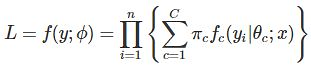 L = f(y; ϕ) = ∏_{i=1}^{n} { ∑_{c=1}^{C} π_c f_c(y_i|θ_c; x) }